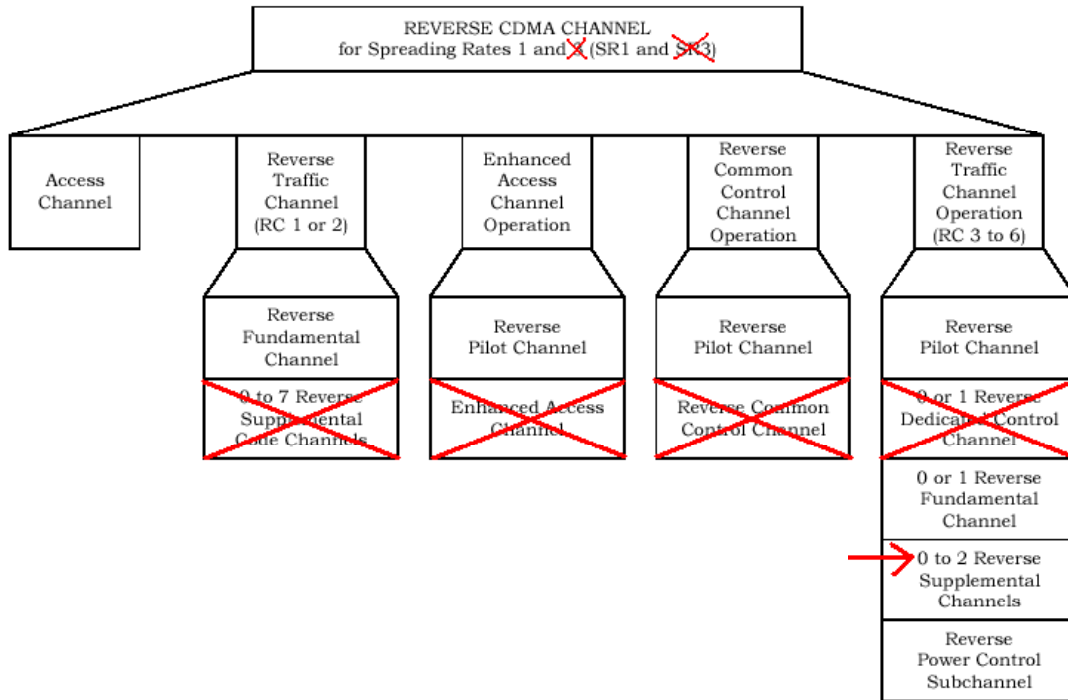 REVERSE CDMA CHANNEL
for Spreading Rates 1 and 3 (SR1 and SR3)
Access
Channel
Reverse
Traffic
Channel
(RC 1 or 2)
Enhanced
Access
Channel
Operation
Reverse
Common
Control
Channel
Operation
Reverse
Traffic
Channel
Operation
(RC 3 to 6)
Reverse
Fundamental
Channel
0 to 7 Reverse
Supplemental
Code Channels
Reverse
Pilot Channel
Enhanced Access
Channel
Reverse
Pilot Channel
Reverse Common
Control Channel
Reverse
Pilot Channel
0 or 1 Reverse
Dedicated Control
Channel
0 or 1 Reverse
Fundamental
Channel
0 to 2 Reverse
Supplemental
Channels
Reverse
Power Control
Subchannel